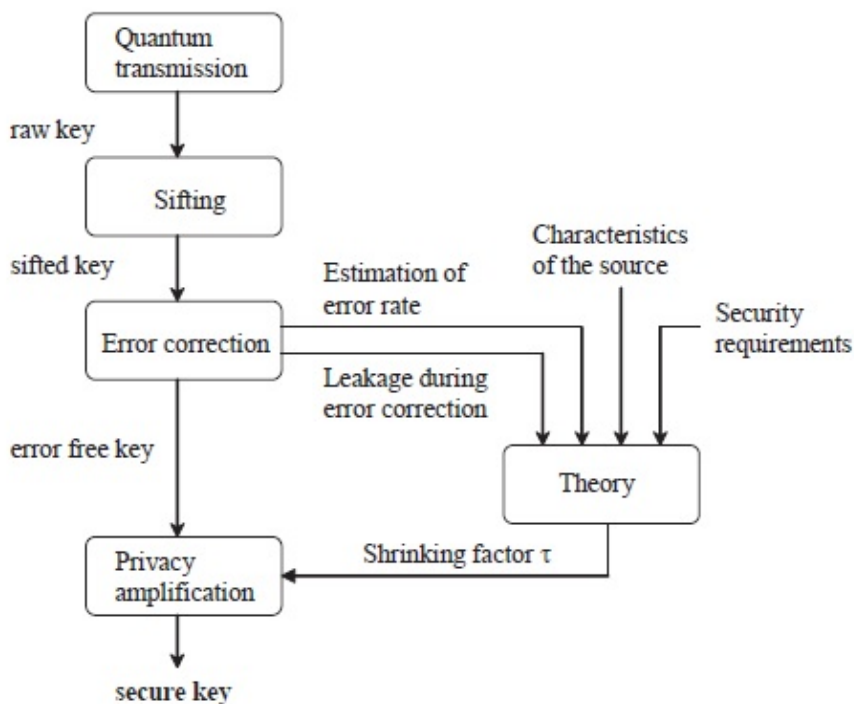 Quantum
transmission
raw key
Sifting
sifted key
Characteristics
of the source
Estimation of
error rate
Security
requirements
Error correction
Leakage during
error correction
error free key
Theory
Shrinking factor τ
Privacy
amplification
secure key